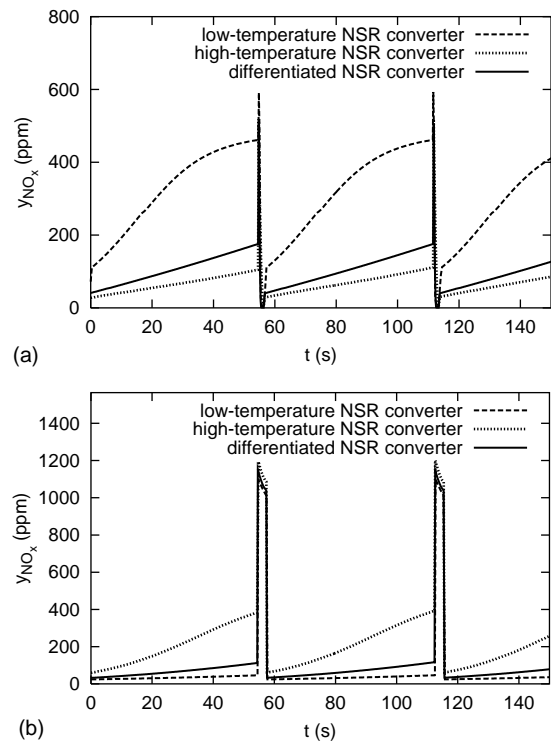 800
600
400
200
0
y_NOx (ppm)
low-temperature NSR converter
high-temperature NSR converter
differentiated NSR converter
0 20 40 60 80 100 120 140
(a)
t (s)
1400
1200
1000
800
600
400
200
0
y_NOx (ppm)
low-temperature NSR converter
high-temperature NSR converter
differentiated NSR converter
0 20 40 60 80 100 120 140
(b)
t (s)